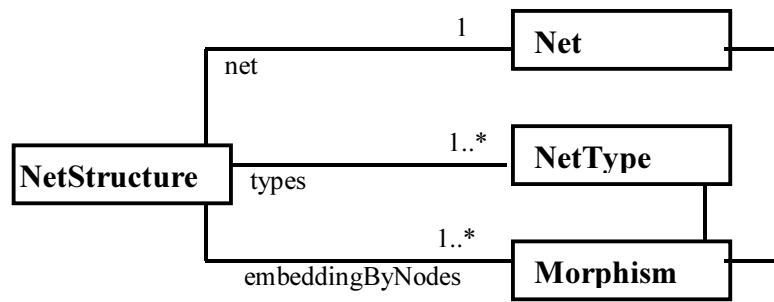 1
Net
net
1..*
NetType
NetStructure
types
1..*
embeddingByNodes
Morphism